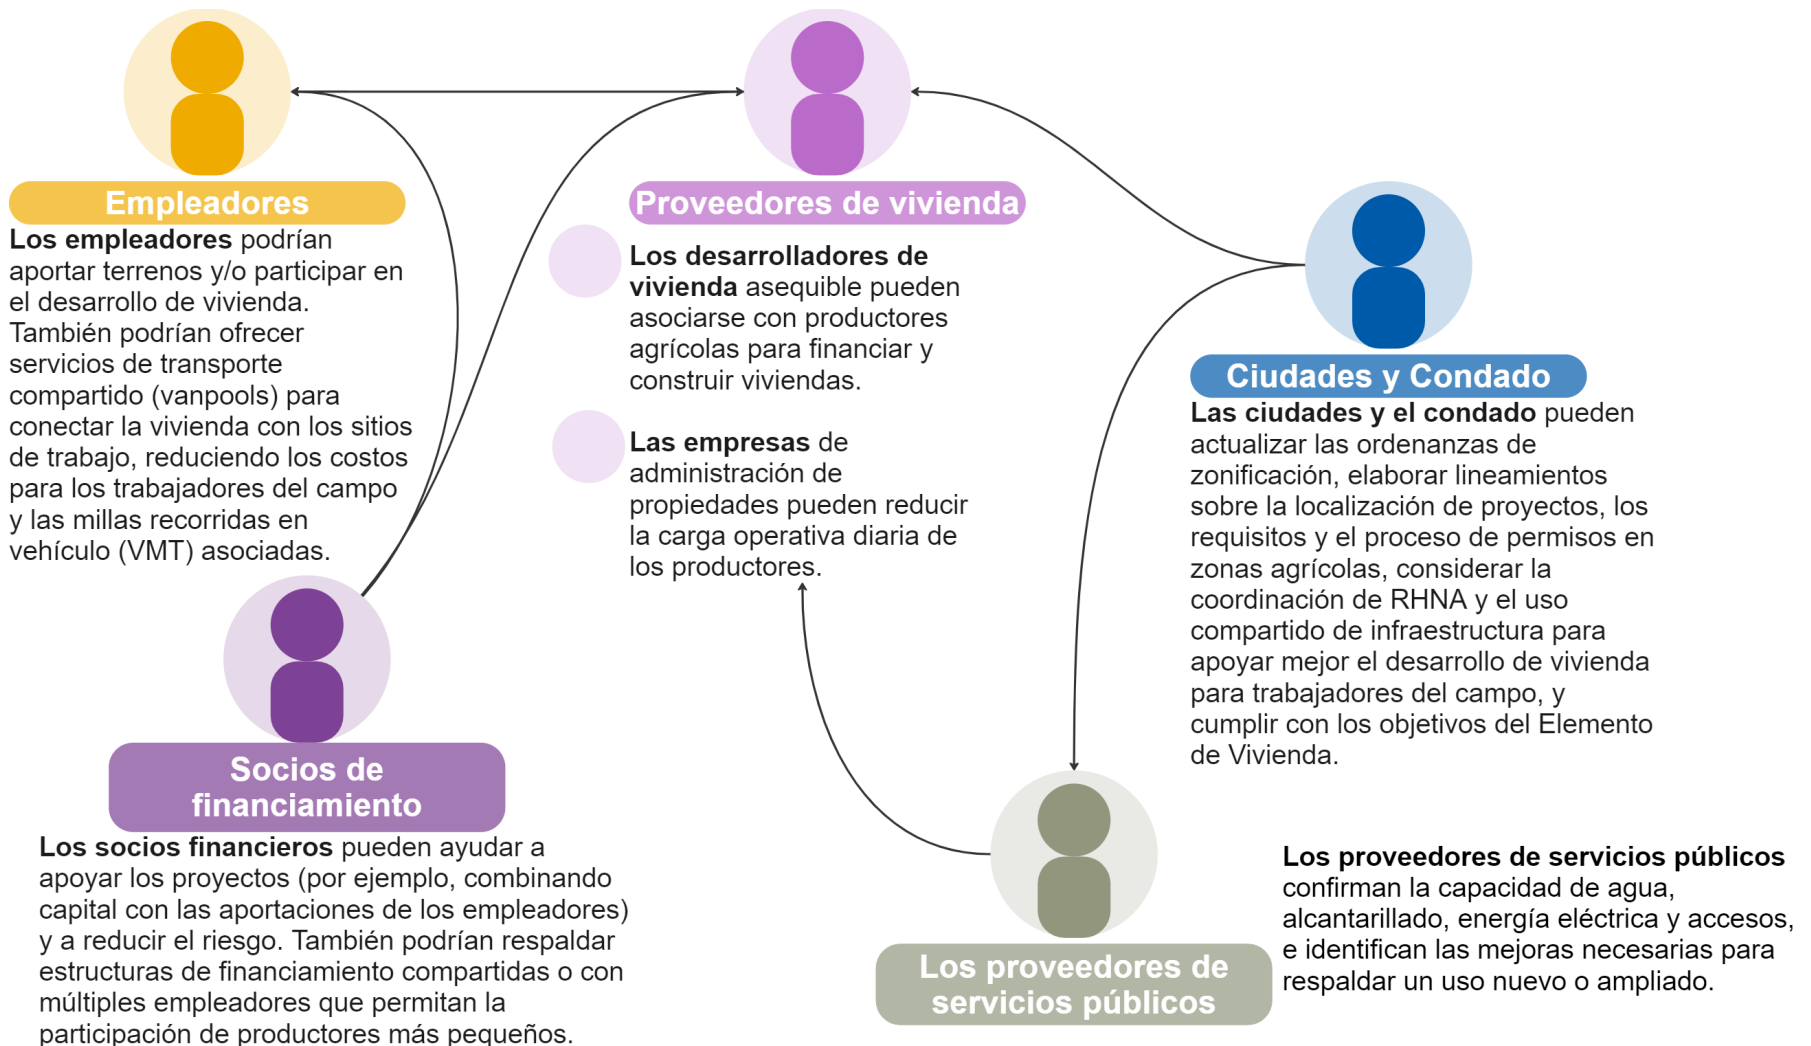 Empleadores
Los empleadores podrían
aportar terrenos y/o participar en
el desarrollo de vivienda.
También podrían ofrecer
servicios de transporte
compartido (vanpools) para
conectar la vivienda con los sitios
de trabajo, reduciendo los costos
para los trabajadores del campo
y las millas recorridas en
vehículo (VMT) asociadas.
Proveedores de vivienda
Los desarrolladores de
vivienda asequible pueden
asociarse con productores
agrícolas para financiar y
construir viviendas.
Las empresas de
administración de
propiedades pueden reducir
la carga operativa diaria de
los productores.
Ciudades y Condado
Las ciudades y el condado pueden
actualizar las ordenanzas de
zonificación, elaborar lineamientos
sobre la localización de proyectos, los
requisitos y el proceso de permisos en
zonas agrícolas, considerar la
coordinación de RHNA y el uso
compartido de infraestructura para
apoyar mejor el desarrollo de vivienda
para trabajadores del campo, y
cumplir con los objetivos del Elemento
de Vivienda.
Socios de
financiamiento
Los socios financieros pueden ayudar a
apoyar los proyectos (por ejemplo, combinando
capital con las aportaciones de los empleadores)
y a reducir el riesgo. También podrían respaldar
estructuras de financiamiento compartidas o con
múltiples empleadores que permitan la
participación de productores más pequeños.
Los proveedores de
servicios públicos
Los proveedores de servicios públicos
confirman la capacidad de agua,
alcantarillado, energía eléctrica y accesos,
e identifican las mejoras necesarias para
respaldar un uso nuevo o ampliado.